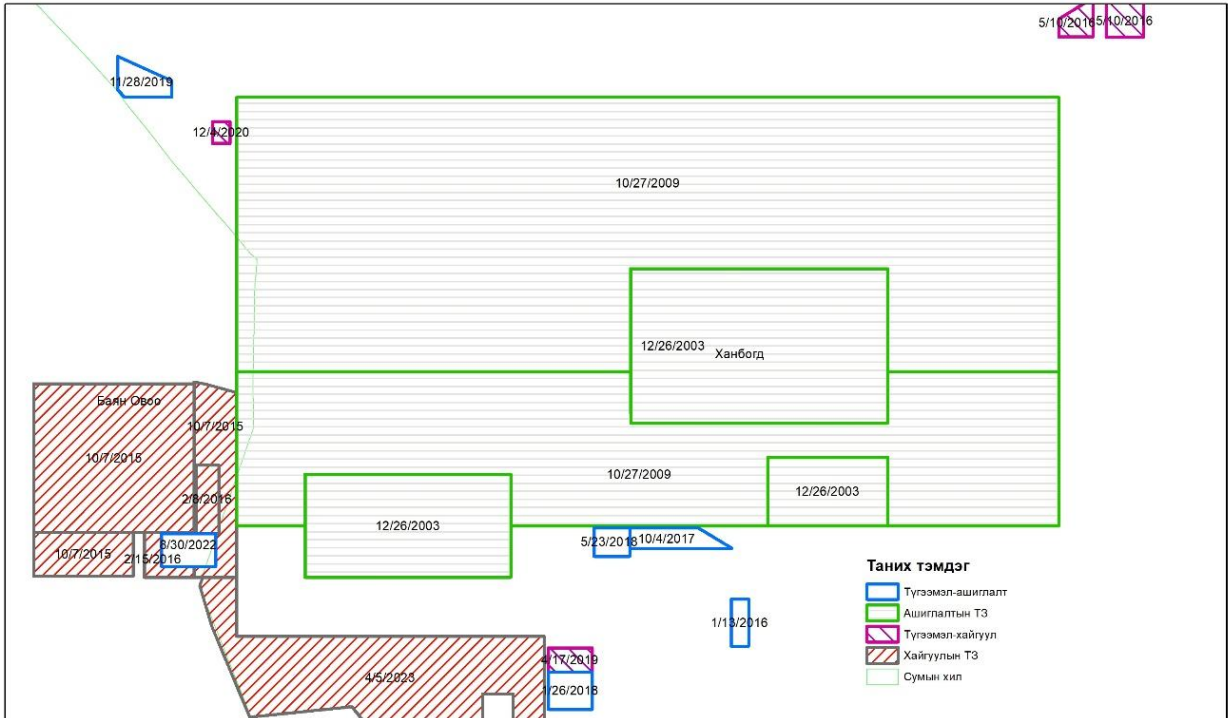 5/10/2016
5/10/2016
11/28/2019
12/4/2020
10/27/2009
12/26/2003
Ханбогд
Баян Овоо
10/7/2015
10/7/2015
10/27/2009
12/26/2003
2/8/2016
12/26/2003
5/23/2018
10/4/2017
8/30/2022
10/7/2015
2/15/2016
1/13/2016
4/17/2019
4/5/2023
1/26/2018
Таних тэмдэг
Түгээмэл-ашиглалт
Ашиглалтын ТЗ
Түгээмэл-хайгуул
Хайгуулын ТЗ
Сумын хил